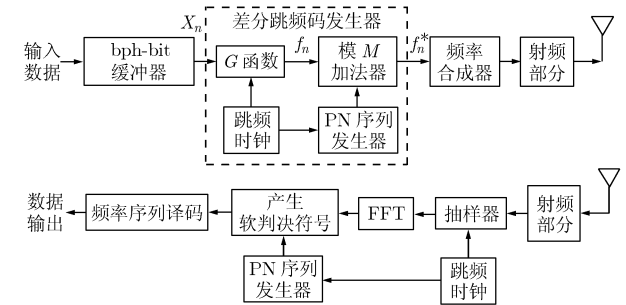 X_n
差分跳频码发生器
输入
数据
bph-bit
缓冲器
G 函数
f_n
模 M
加法器
f_n^*
频率
合成器
射频
部分
跳频
时钟
PN 序列
发生器
数据
输出
频率序列译码
产生
软判决符号
FFT
抽样器
射频
部分
PN 序列
发生器
跳频
时钟